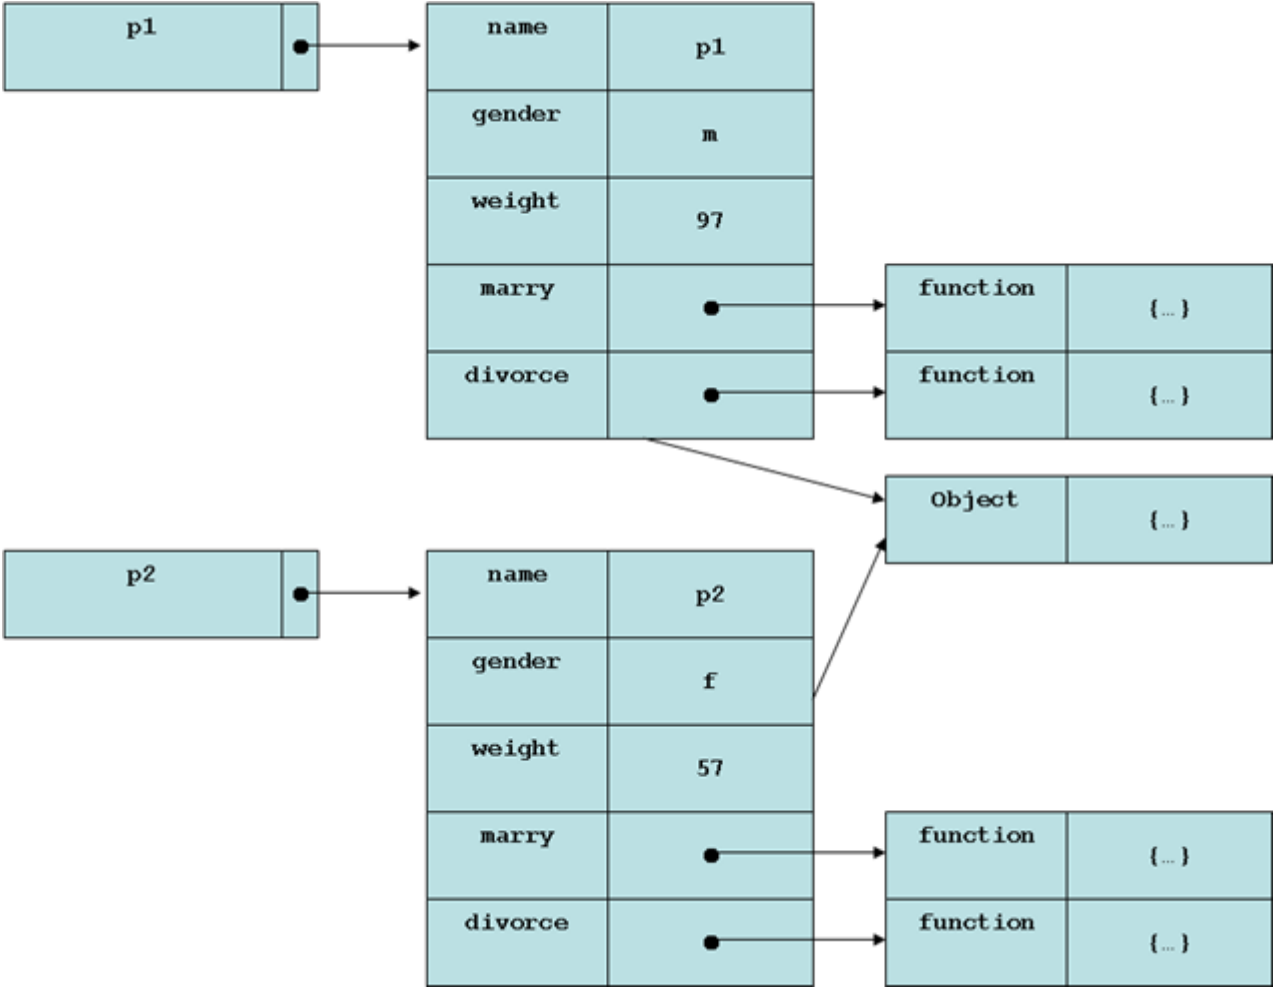 p1
name p1
gender m
weight 97
marry function {…}
divorce function {…}
Object {…}
p2
name p2
gender f
weight 57
marry function {…}
divorce function {…}